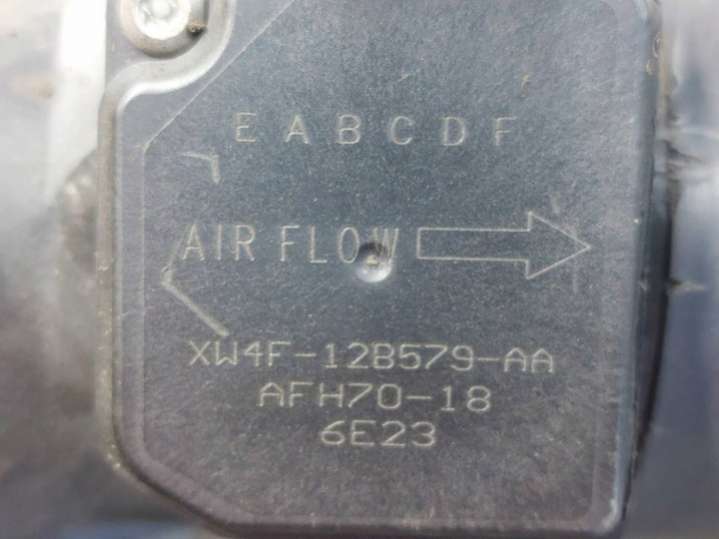 E A B C D F
AIR FLOW
XW4F-12B579-AA
AFH70-18
6E23